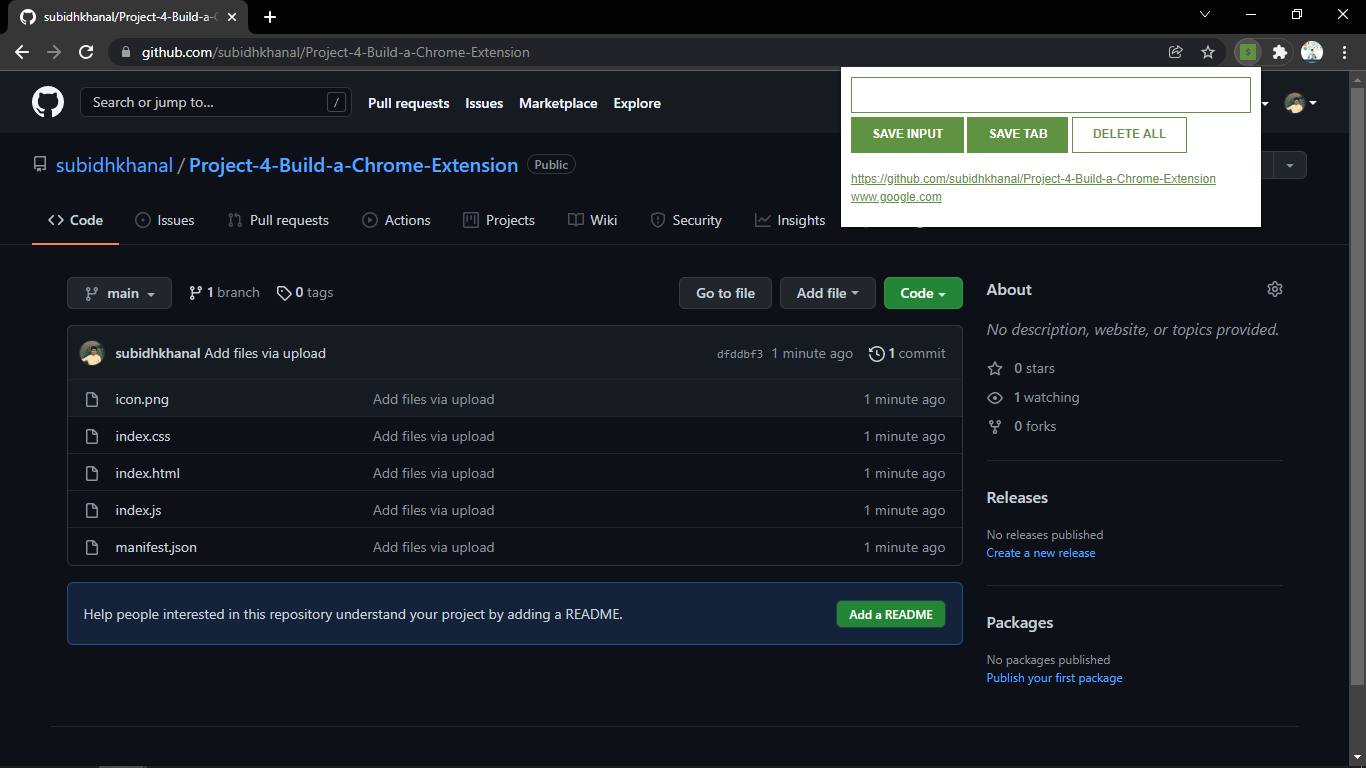 subidhkhanal/Project-4-Build-a-C
github.com/subidhkhanal/Project-4-Build-a-Chrome-Extension
$
Search or jump to... /
Pull requests Issues Marketplace Explore
SAVE INPUT SAVE TAB DELETE ALL
https://github.com/subidhkhanal/Project-4-Build-a-Chrome-Extension
www.google.com
subidhkhanal / Project-4-Build-a-Chrome-Extension Public
Code Issues Pull requests Actions Projects Wiki Security Insights
main 1 branch 0 tags Go to file Add file Code
subidhkhanal Add files via upload dfddbf3 1 minute ago 1 commit
icon.png Add files via upload 1 minute ago
index.css Add files via upload 1 minute ago
index.html Add files via upload 1 minute ago
index.js Add files via upload 1 minute ago
manifest.json Add files via upload 1 minute ago
Help people interested in this repository understand your project by adding a README. Add a README
About
No description, website, or topics provided.
0 stars
1 watching
0 forks
Releases
No releases published
Create a new release
Packages
No packages published
Publish your first package